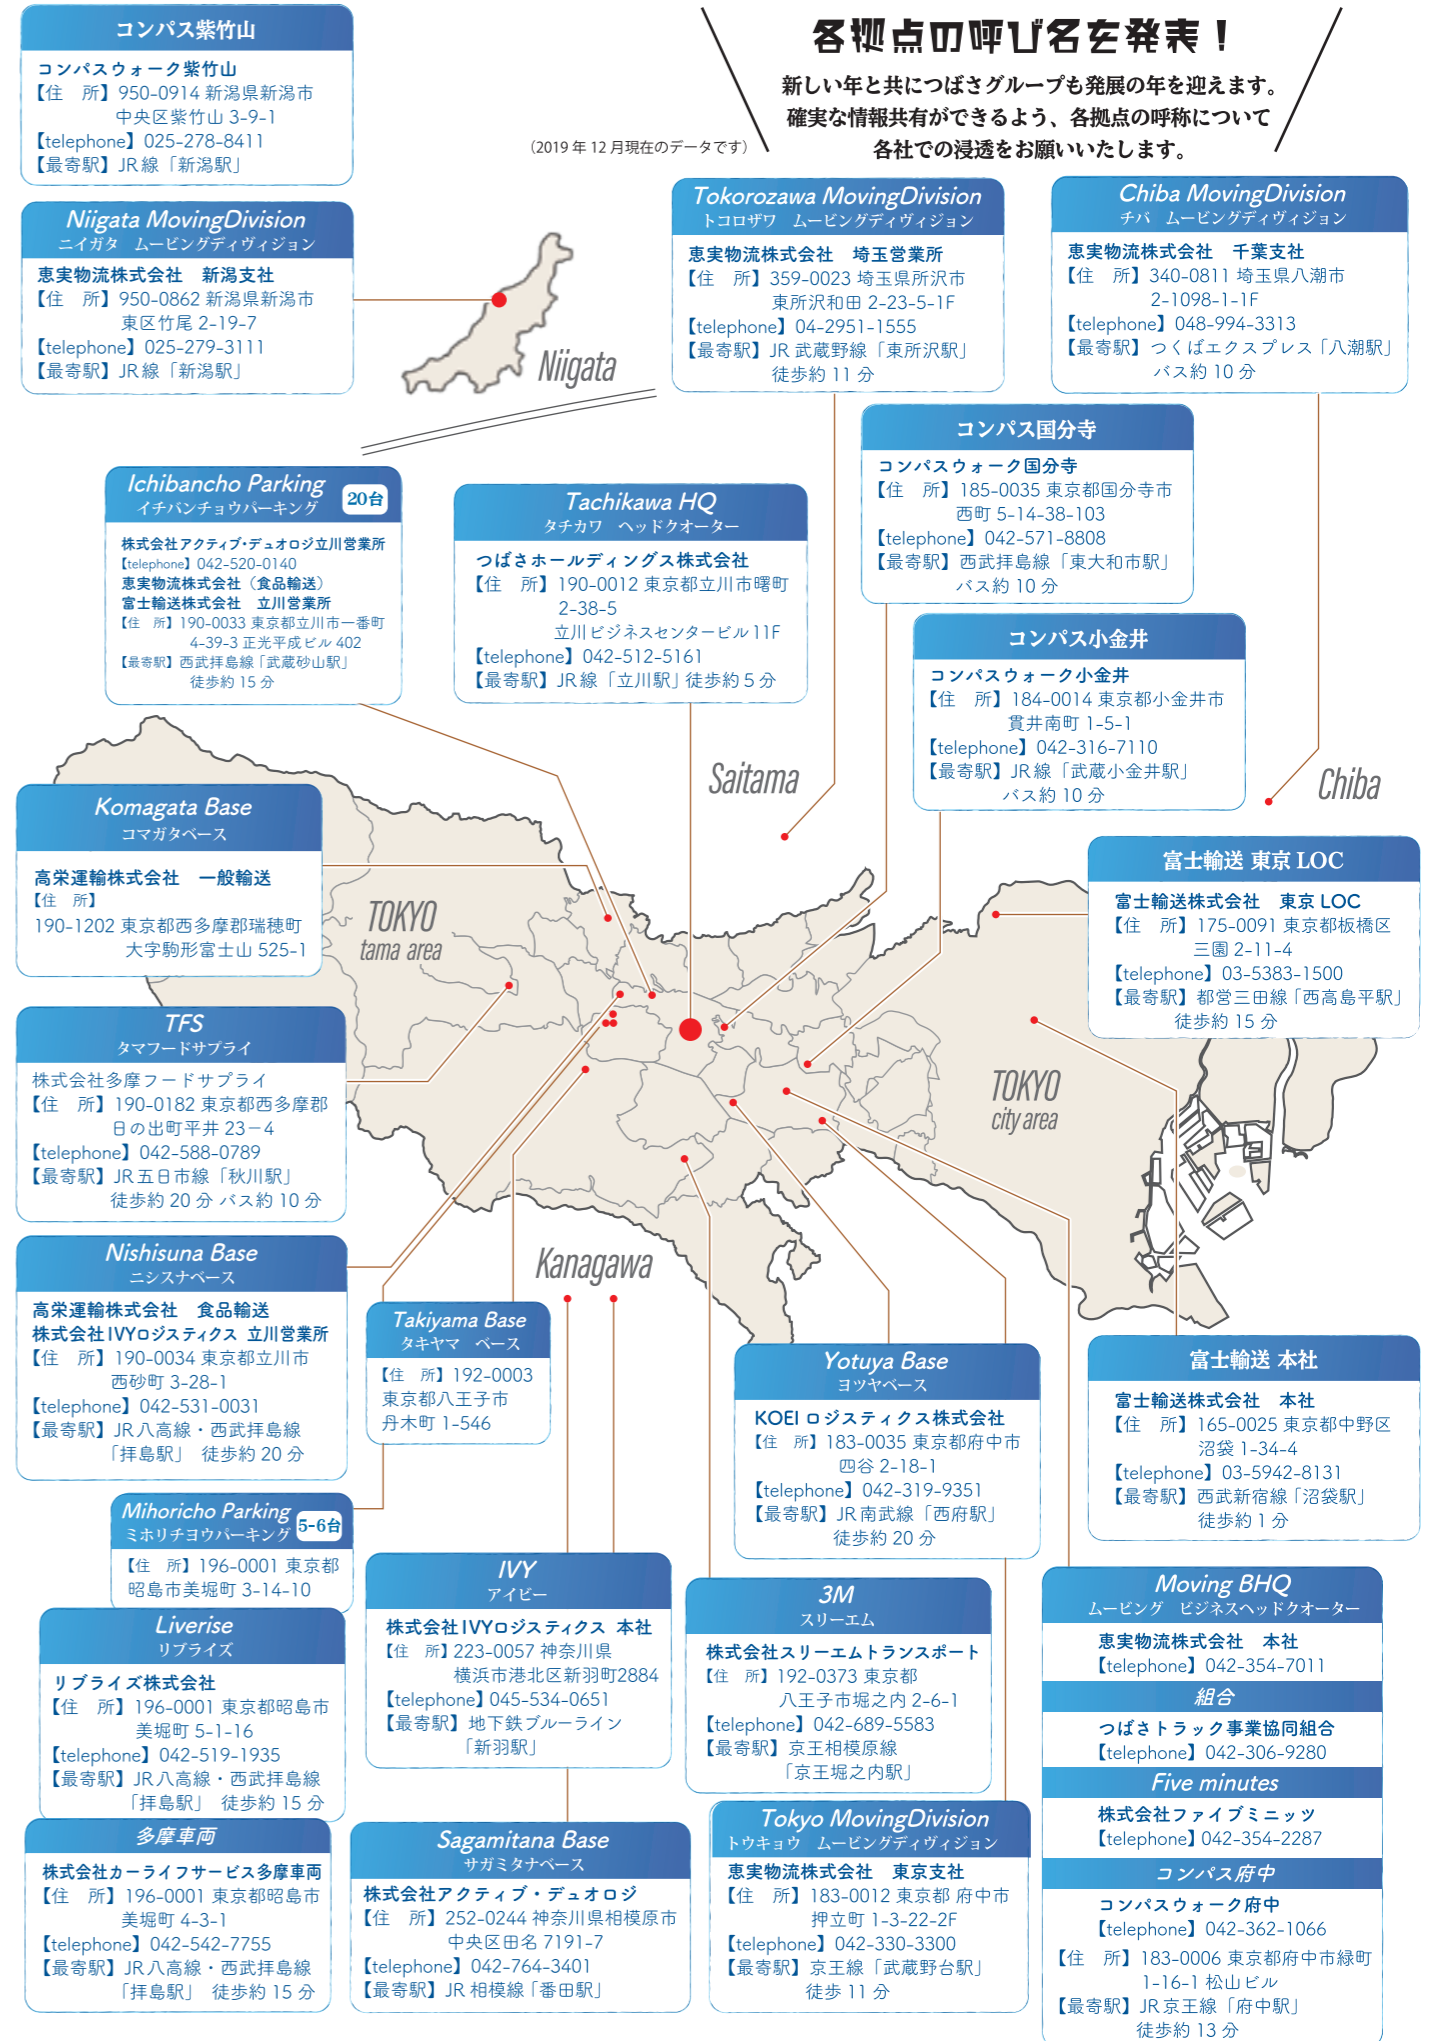 各拠点の呼び名を発表！
新しい年と共につばさグループも発展の年を迎えます。
確実な情報共有ができるよう、各拠点の呼称について
各社での浸透をお願いいたします。
（2019 年 12 月現在のデータです）
コンパス紫竹山
コンパスウォーク紫竹山
【住　所】950-0914 新潟県新潟市
中央区紫竹山 3-9-1
【telephone】025-278-8411
【最寄駅】JR線「新潟駅」
Niigata MovingDivision
ニイガタ　ムービングディヴィジョン
恵実物流株式会社　新潟支社
【住　所】950-0862 新潟県新潟市
東区竹尾 2-19-7
【telephone】025-279-3111
【最寄駅】JR線「新潟駅」
Niigata
Tokorozawa MovingDivision
トコロザワ　ムービングディヴィジョン
恵実物流株式会社　埼玉営業所
【住　所】359-0023 埼玉県所沢市
東所沢和田 2-23-5-1F
【telephone】04-2951-1555
【最寄駅】JR 武蔵野線「東所沢駅」
徒歩約 11 分
Chiba MovingDivision
チバ　ムービングディヴィジョン
恵実物流株式会社　千葉支社
【住　所】340-0811 埼玉県八潮市
2-1098-1-1F
【telephone】048-994-3313
【最寄駅】つくばエクスプレス「八潮駅」
バス約 10 分
Ichibancho Parking
イチバンチョウパーキング
20台
株式会社アクティブ・デュオロジ立川営業所
【telephone】042-520-0140
恵実物流株式会社（食品輸送）
富士輸送株式会社　立川営業所
【住　所】190-0033 東京都立川市一番町
4-39-3 正光平成ビル 402
【最寄駅】西武拝島線「武蔵砂山駅」
徒歩約 15 分
Tachikawa HQ
タチカワ　ヘッドクオーター
つばさホールディングス株式会社
【住　所】190-0012 東京都立川市曙町
2-38-5
立川ビジネスセンタービル 11F
【telephone】042-512-5161
【最寄駅】JR線「立川駅」徒歩約 5 分
コンパス国分寺
コンパスウォーク国分寺
【住　所】185-0035 東京都国分寺市
西町 5-14-38-103
【telephone】042-571-8808
【最寄駅】西武拝島線「東大和市駅」
バス約 10 分
コンパス小金井
コンパスウォーク小金井
【住　所】184-0014 東京都小金井市
貫井南町 1-5-1
【telephone】042-316-7110
【最寄駅】JR線「武蔵小金井駅」
バス約 10 分
Saitama
Chiba
Komagata Base
コマガタベース
高栄運輸株式会社　一般輸送
【住　所】
190-1202 東京都西多摩郡瑞穂町
大字駒形富士山 525-1
TOKYO
tama area
富士輸送 東京 LOC
富士輸送株式会社　東京 LOC
【住　所】175-0091 東京都板橋区
三園 2-11-4
【telephone】03-5383-1500
【最寄駅】都営三田線「西高島平駅」
徒歩約 15 分
TFS
タマフードサプライ
株式会社多摩フードサプライ
【住　所】190-0182 東京都西多摩郡
日の出町平井 23－4
【telephone】042-588-0789
【最寄駅】JR五日市線「秋川駅」
徒歩約 20 分 バス約 10 分
TOKYO
city area
Nishisuna Base
ニシスナベース
高栄運輸株式会社　食品輸送
株式会社IVYロジスティクス 立川営業所
【住　所】190-0034 東京都立川市
西砂町 3-28-1
【telephone】042-531-0031
【最寄駅】JR八高線・西武拝島線
「拝島駅」 徒歩約 20 分
Kanagawa
Takiyama Base
タキヤマ　ベース
【住　所】192-0003
東京都八王子市
丹木町 1-546
Yotuya Base
ヨツヤベース
KOEI ロジスティクス株式会社
【住　所】183-0035 東京都府中市
四谷 2-18-1
【telephone】042-319-9351
【最寄駅】JR南武線「西府駅」
徒歩約 20 分
富士輸送 本社
富士輸送株式会社　本社
【住　所】165-0025 東京都中野区
沼袋 1-34-4
【telephone】03-5942-8131
【最寄駅】西武新宿線「沼袋駅」
徒歩約 1 分
Mihoricho Parking
ミホリチヨウパーキング
5-6台
【住　所】196-0001 東京都
昭島市美堀町 3-14-10
Liverise
リブライズ
リブライズ株式会社
【住　所】196-0001 東京都昭島市
美堀町 5-1-16
【telephone】042-519-1935
【最寄駅】JR八高線・西武拝島線
「拝島駅」 徒歩約 15 分
多摩車両
株式会社カーライフサービス多摩車両
【住　所】196-0001 東京都昭島市
美堀町 4-3-1
【telephone】042-542-7755
【最寄駅】JR八高線・西武拝島線
「拝島駅」 徒歩約 15 分
IVY
アイビー
株式会社IVYロジスティクス 本社
【住　所】223-0057 神奈川県
横浜市港北区新羽町2884
【telephone】045-534-0651
【最寄駅】地下鉄ブルーライン
「新羽駅」
Sagamitana Base
サガミタナベース
株式会社アクティブ・デュオロジ
【住　所】252-0244 神奈川県相模原市
中央区田名 7191-7
【telephone】042-764-3401
【最寄駅】JR 相模線「番田駅」
3M
スリーエム
株式会社スリーエムトランスポート
【住　所】192-0373 東京都
八王子市堀之内 2-6-1
【telephone】042-689-5583
【最寄駅】京王相模原線
「京王堀之内駅」
Tokyo MovingDivision
トウキョウ　ムービングディヴィジョン
恵実物流株式会社　東京支社
【住　所】183-0012 東京都 府中市
押立町 1-3-22-2F
【telephone】042-330-3300
【最寄駅】京王線「武蔵野台駅」
徒歩 11 分
Moving BHQ
ムービング　ビジネスヘッドクオーター
恵実物流株式会社　本社
【telephone】042-354-7011
組合
つばさトラック事業協同組合
【telephone】042-306-9280
Five minutes
株式会社ファイブミニッツ
【telephone】042-354-2287
コンパス府中
コンパスウォーク府中
【telephone】042-362-1066
【住　所】183-0006 東京都府中市緑町
1-16-1 松山ビル
【最寄駅】JR京王線「府中駅」
徒歩約 13 分